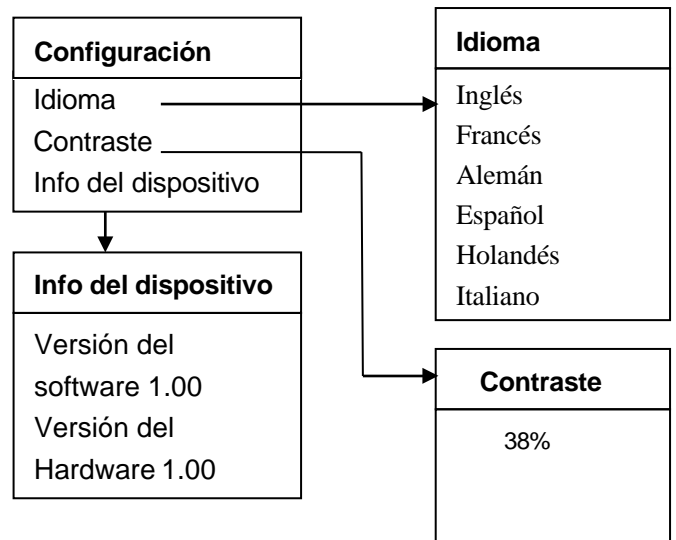 Configuración
Idioma
Contraste
Info del dispositivo
Info del dispositivo
Versión del
software 1.00
Versión del
Hardware 1.00
Idioma
Inglés
Francés
Alemán
Español
Holandés
Italiano
Contraste
38%